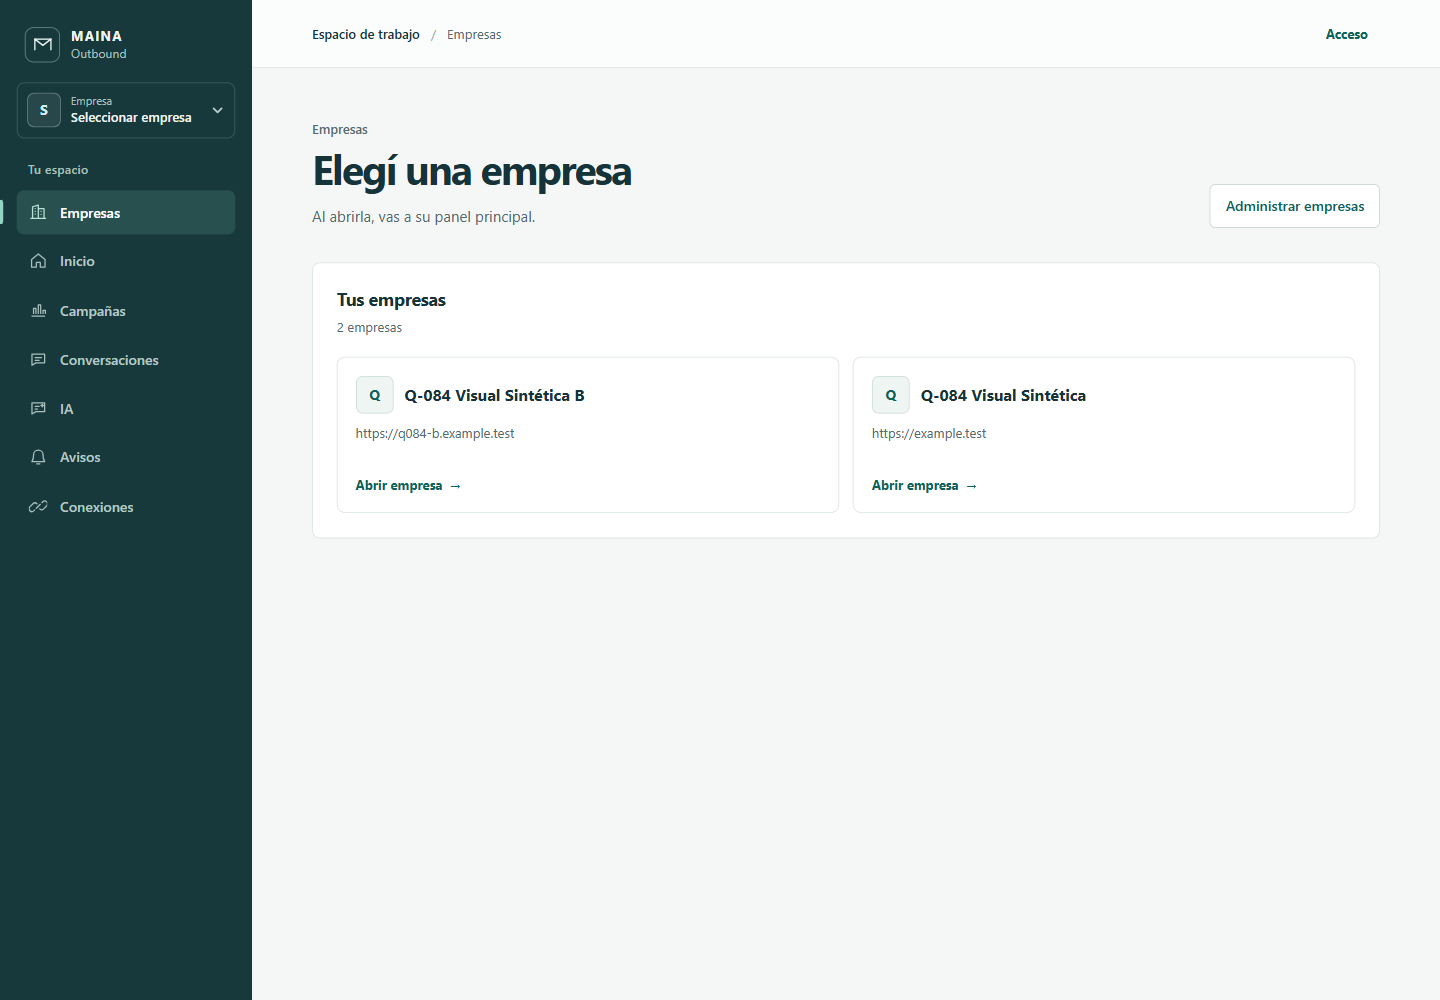 MAINA
Outbound
S
Empresa
Seleccionar empresa
Tu espacio
Empresas
Inicio
Campañas
Conversaciones
IA
Avisos
Conexiones
Espacio de trabajo / Empresas
Acceso
Empresas
Elegí una empresa
Al abrirla, vas a su panel principal.
Administrar empresas
Tus empresas
2 empresas
Q
Q-084 Visual Sintética B
https://q084-b.example.test
Abrir empresa →
Q
Q-084 Visual Sintética
https://example.test
Abrir empresa →